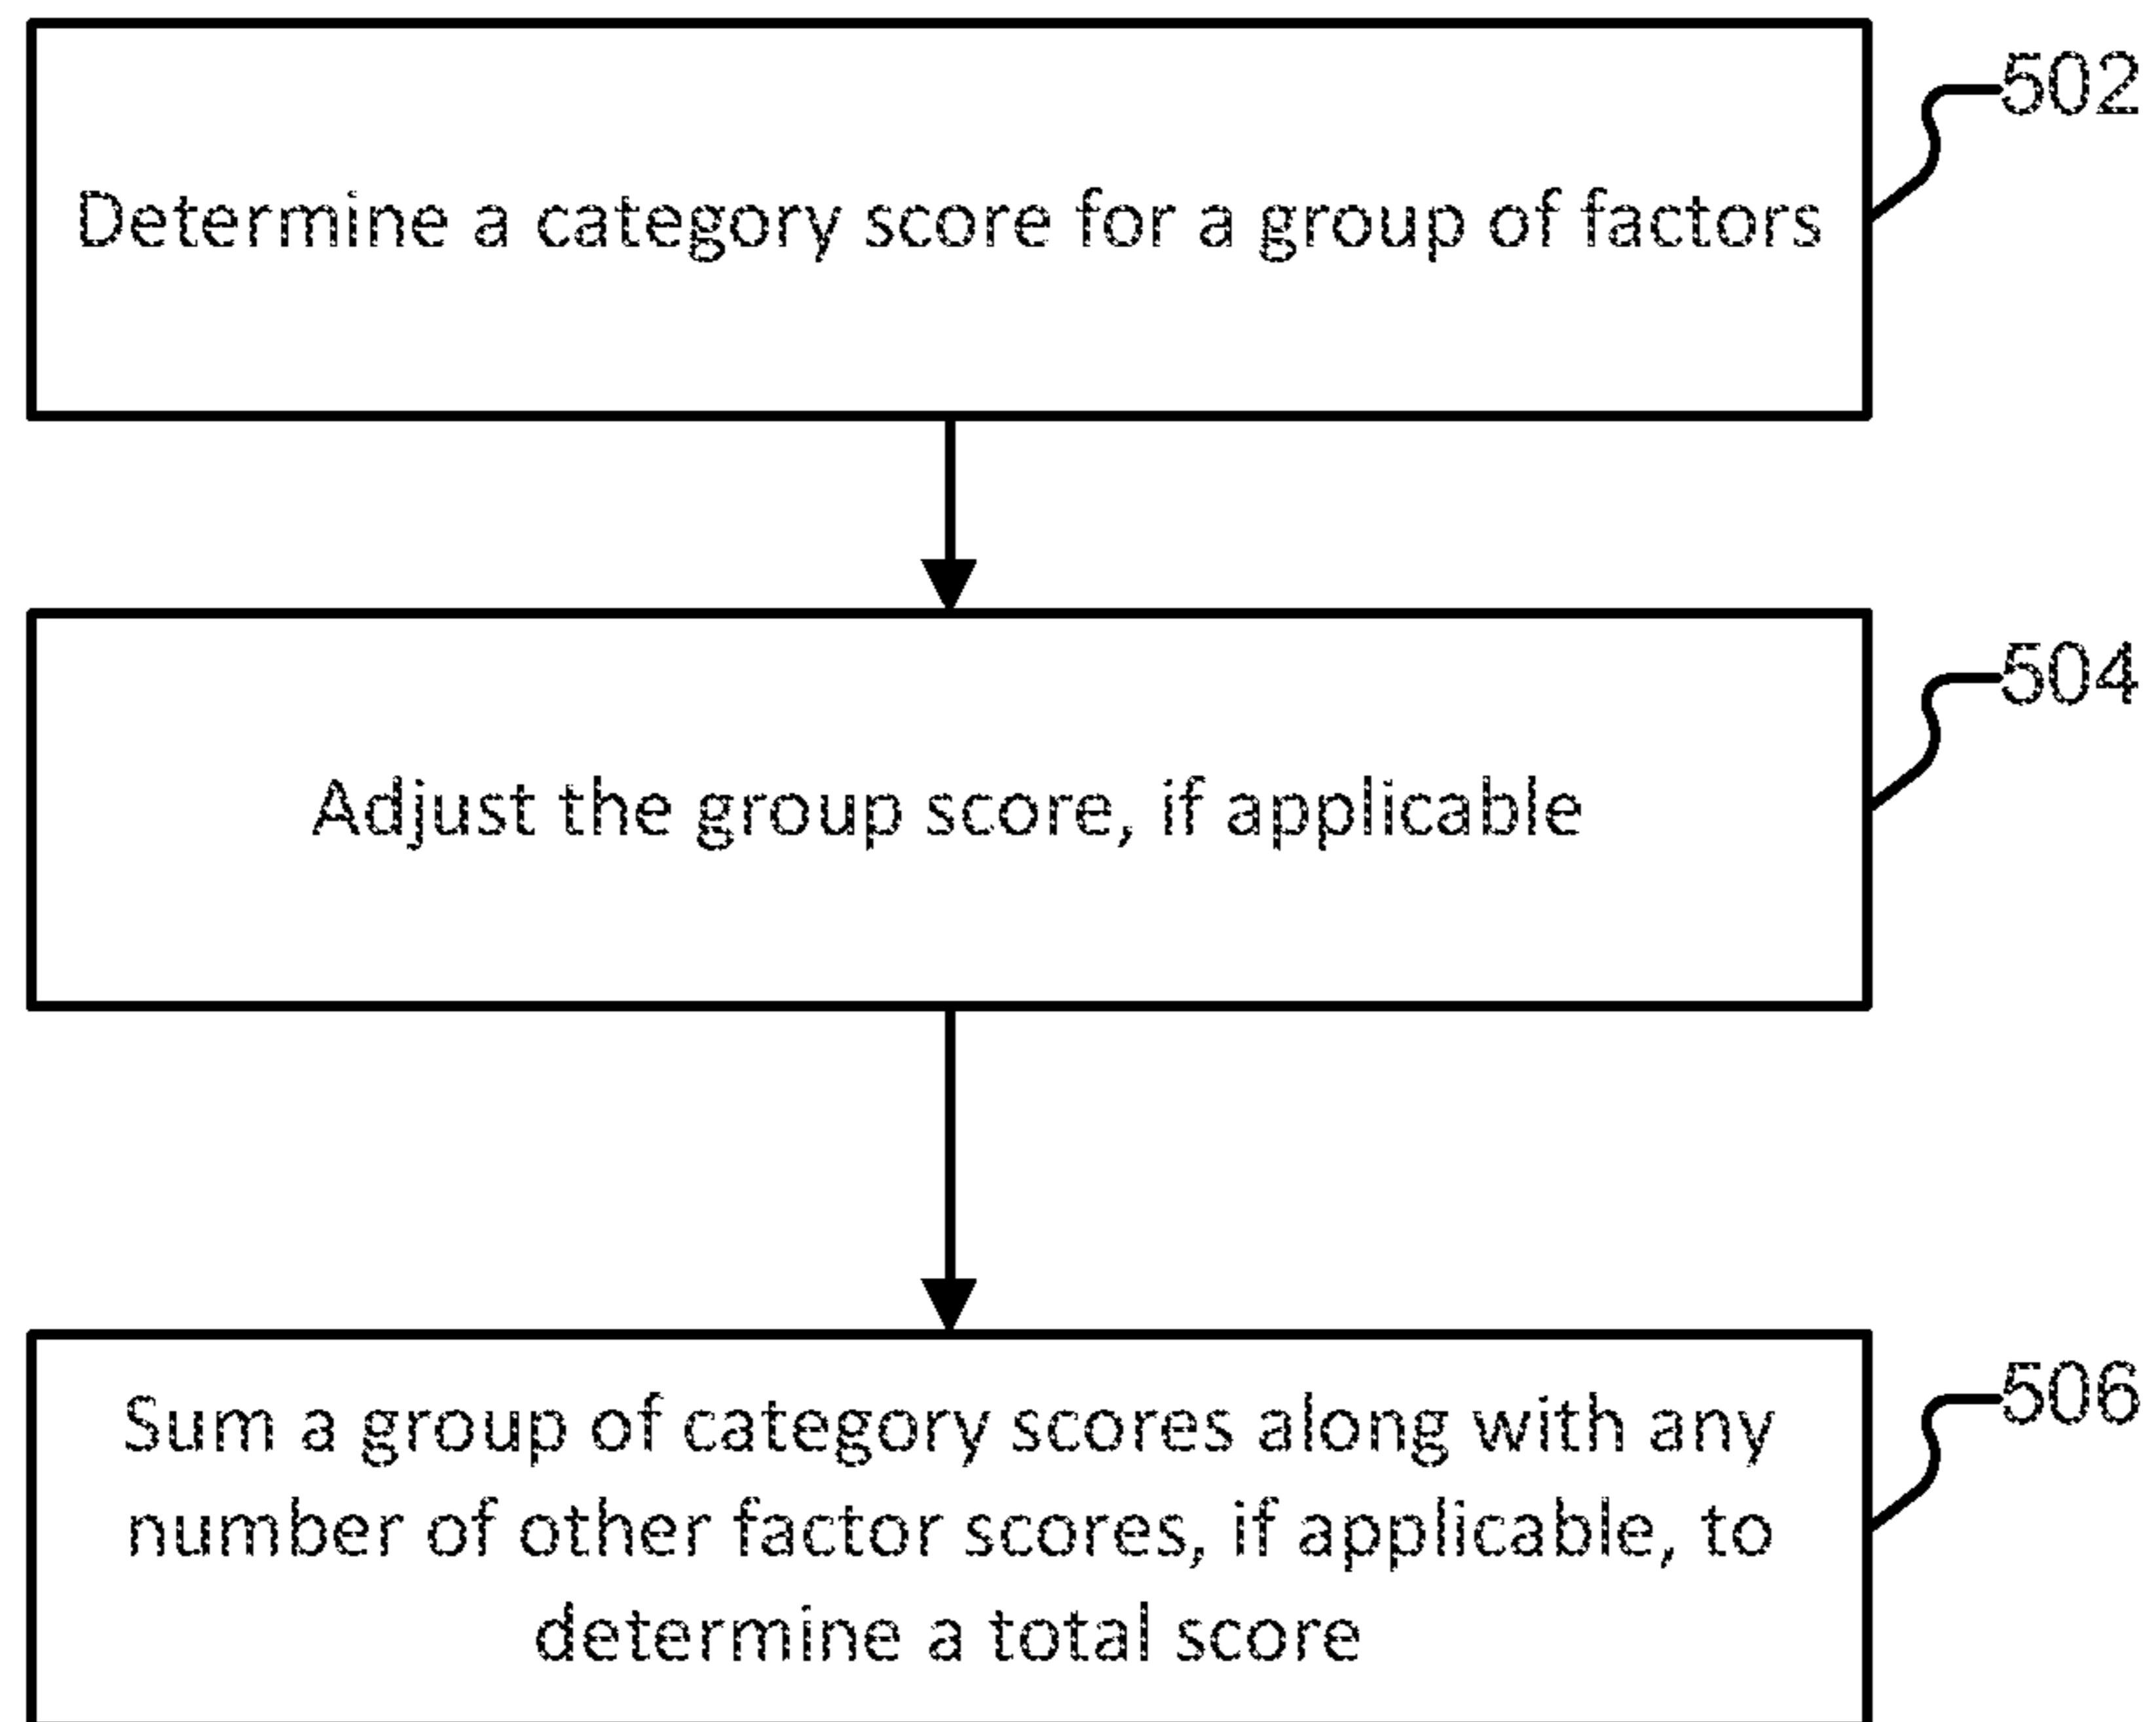 502
Determine a category score for a group of factors
504
Adjust the group score, if applicable
506
Sum a group of category scores along with any
number of other factor scores, if applicable, to
determine a total score